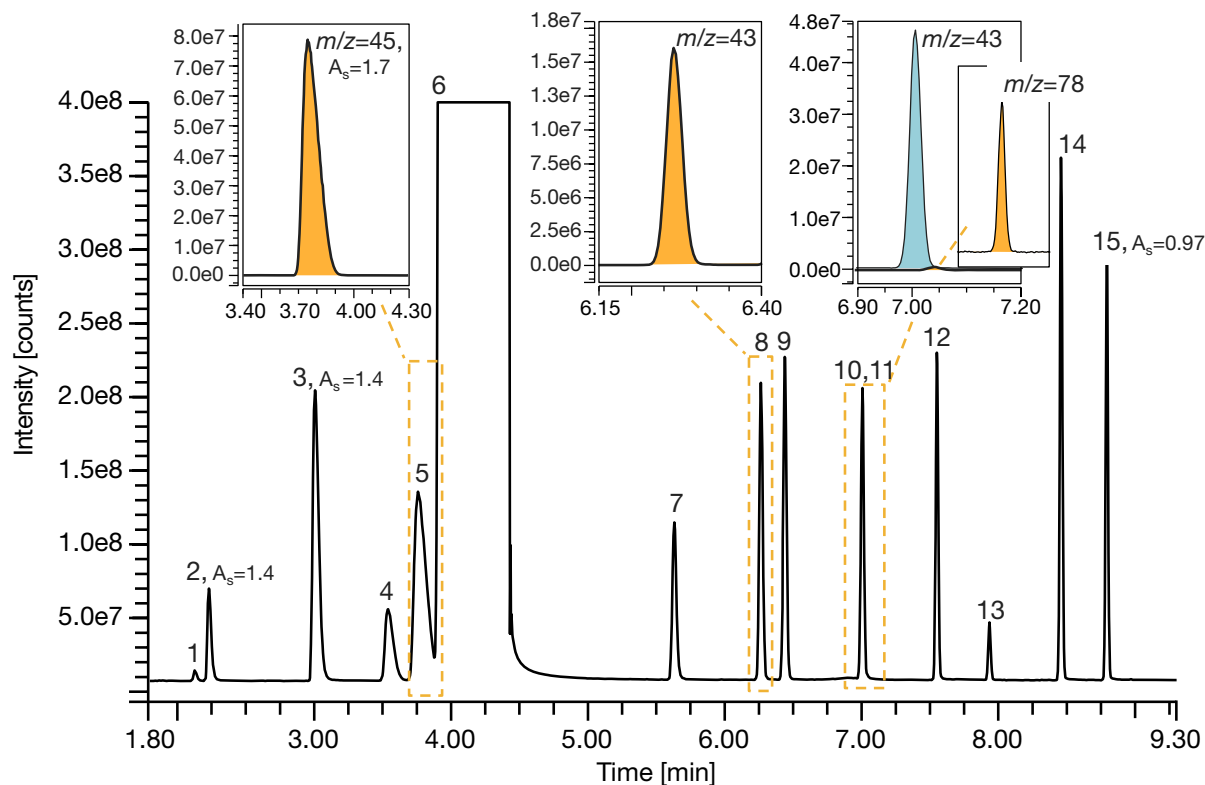 8.0e7
7.0e7
6.0e7
5.0e7
4.0e7
3.0e7
2.0e7
1.0e7
0.0e0
m/z=45,
Aₛ=1.7
3.40 3.70 4.00 4.30
1.8e7
1.5e7
1.3e7
1.0e7
7.5e6
5.0e6
2.5e6
0.0e0
m/z=43
6.15 6.40
4.8e7
4.0e7
2.0e7
1.0e7
0.0e0
m/z=43
m/z=78
6.90 7.00 7.20
Intensity [counts]
4.0e8
3.5e8
3.0e8
2.5e8
2.0e8
1.5e8
1.0e8
5.0e7
1
2, Aₛ=1.4
3, Aₛ=1.4
4
5
6
7
8
9
10,11
12
13
14
15, Aₛ=0.97
1.80 3.00 4.00 5.00 6.00 7.00 8.00 9.30
Time [min]